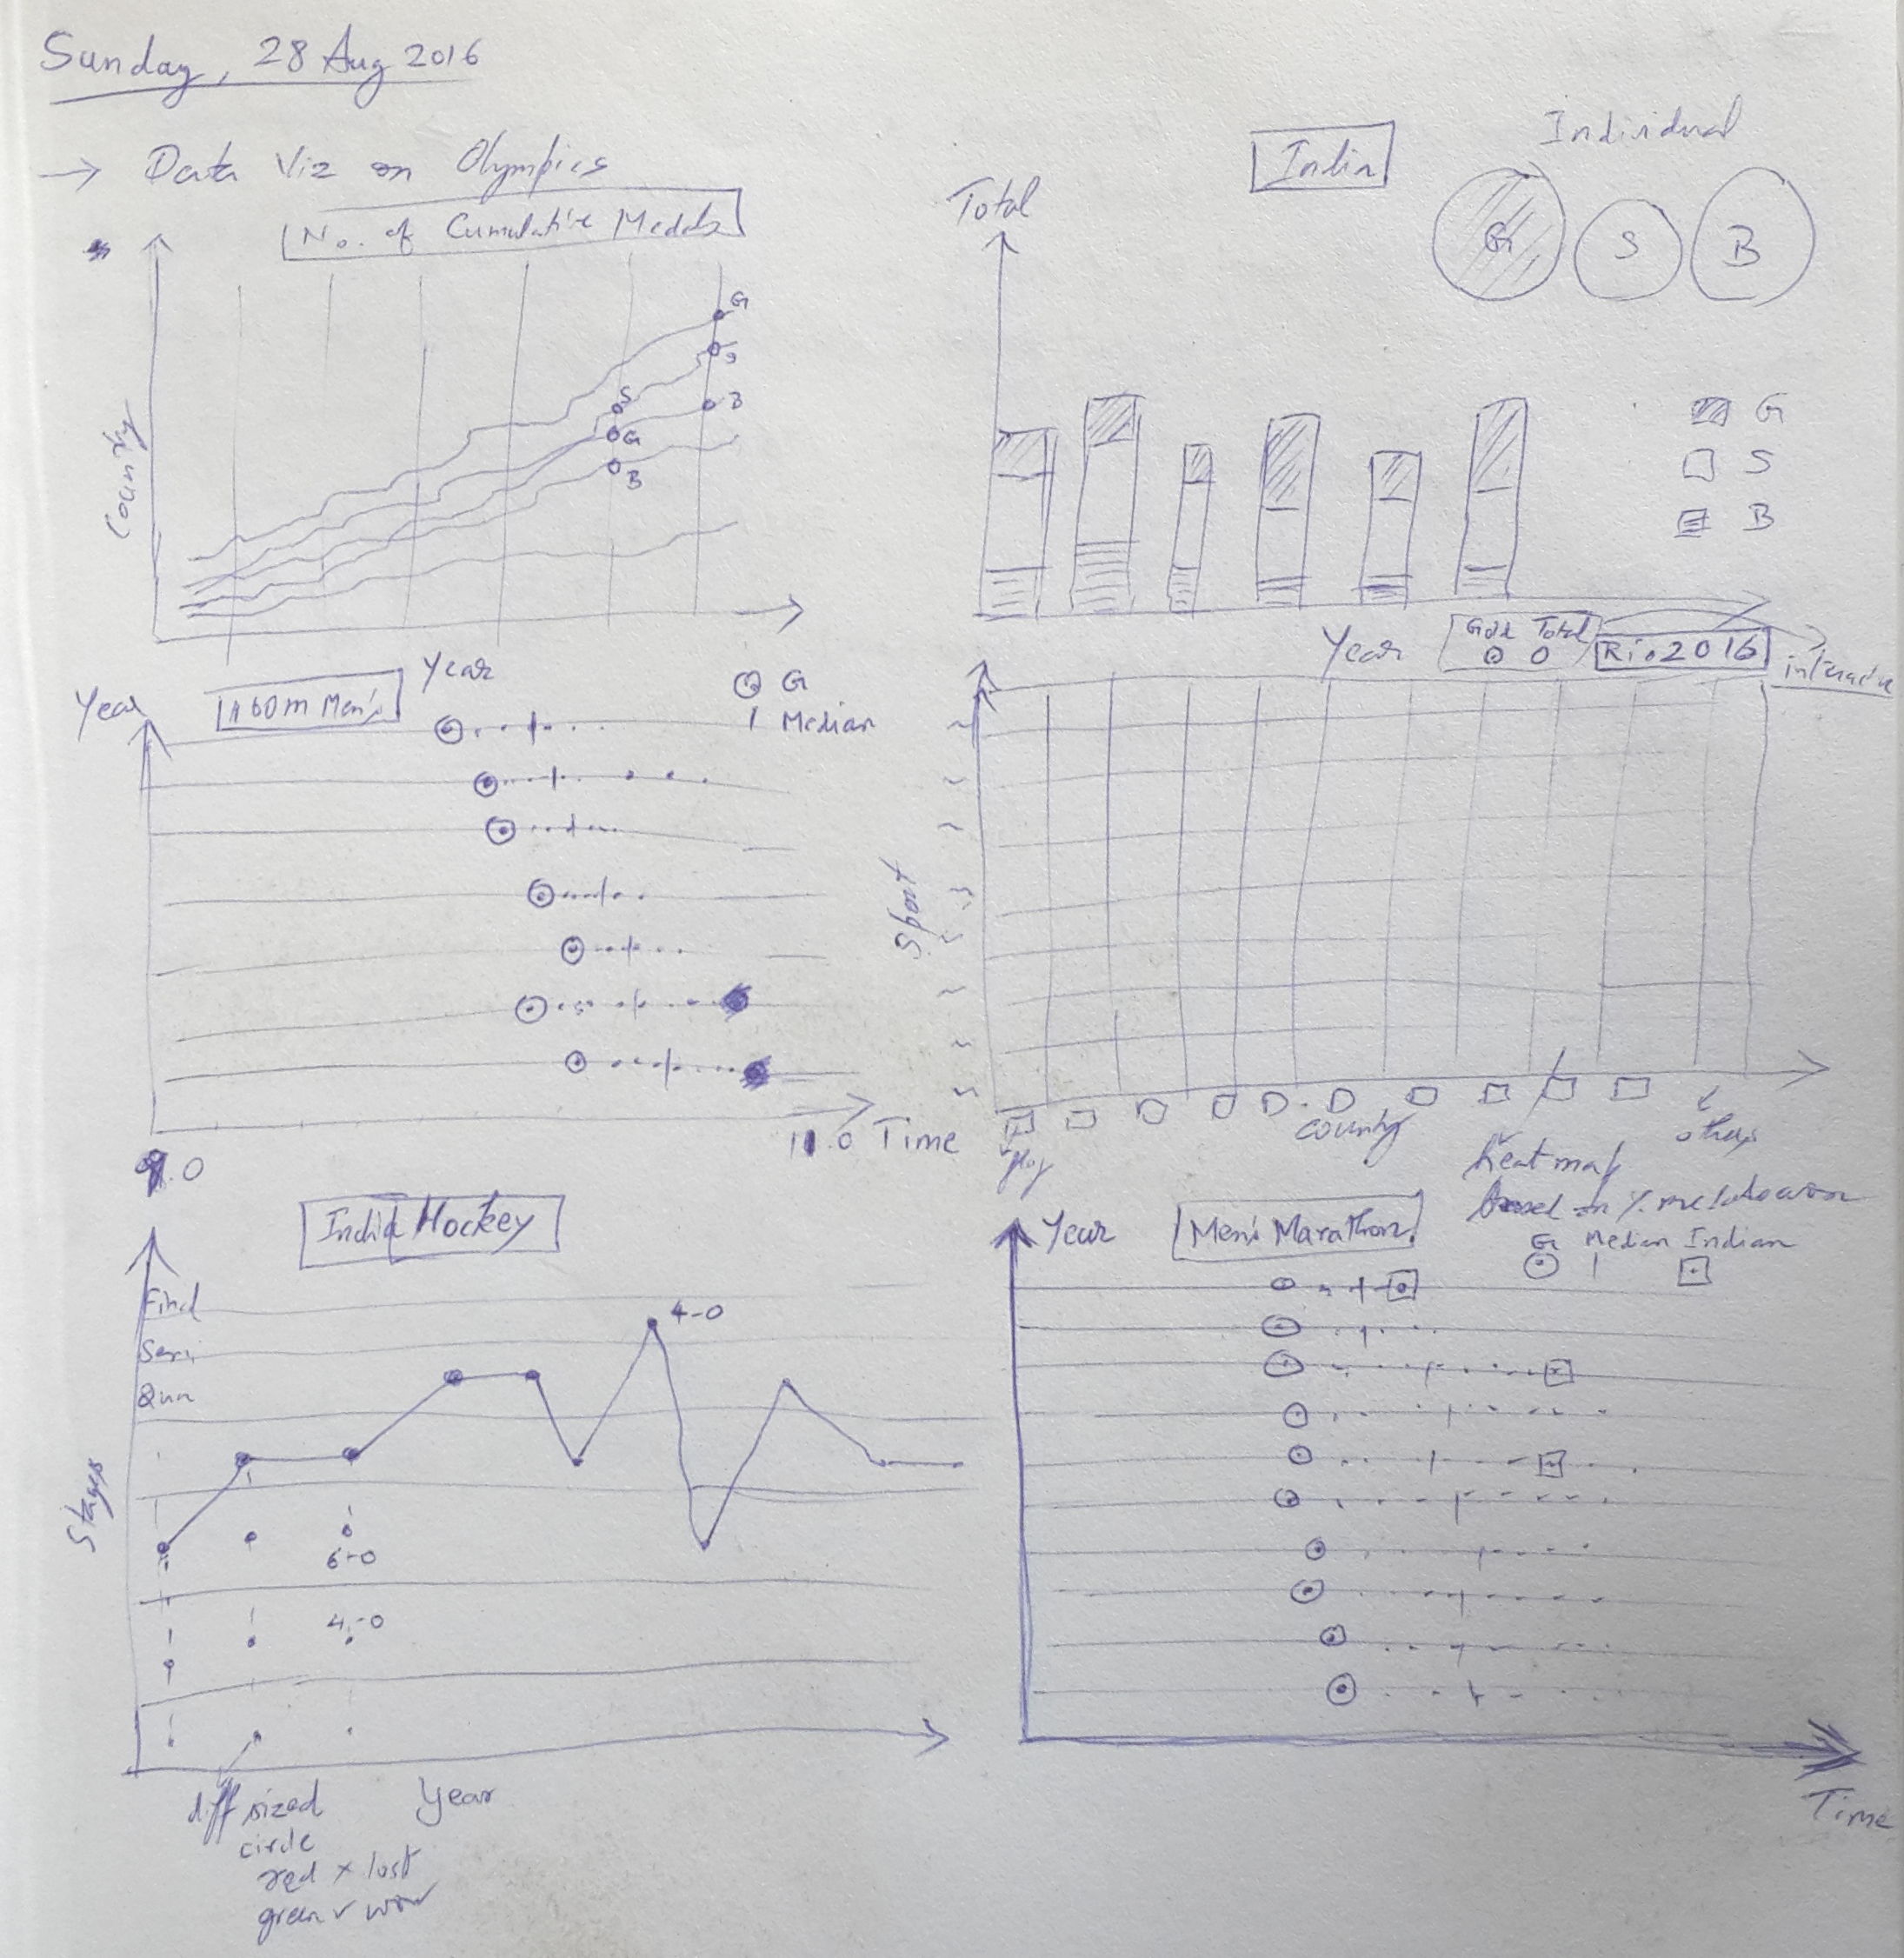 Sunday, 28 Aug 2016
→ Data Viz on Olympics
No. of Cumulative Medals
G
S
B
S
G
B
Country
Year
India
Individual
G S B
Total
G
S
B
Year
100m Men's
Year
G
Median
9.0
11.0 Time
Gold Total
Rio 2016
interactive
Sport
country
others
heat map
based on % medals won
India Hockey
Final
Semi
Qua
4-0
6-0
4-0
Stages
Year
diff sized
circle
red x lost
green ✓ won
Year
Men's Marathon
G Median Indian
Time